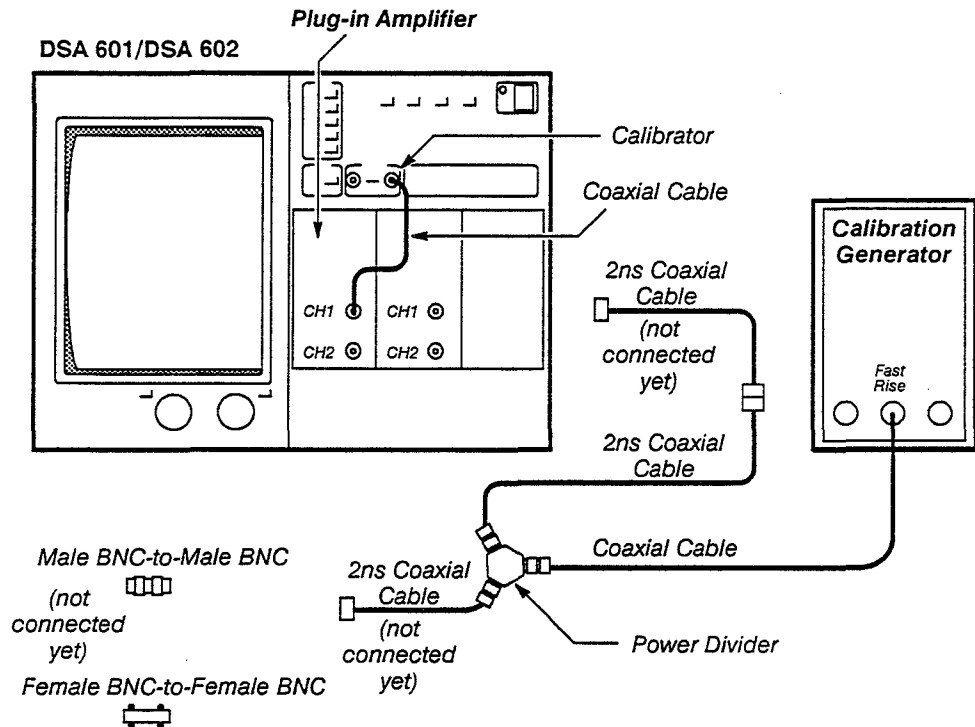 Plug-in Amplifier
DSA 601/DSA 602
Calibrator
Coaxial Cable
CH1
CH1
CH2
CH2
2ns Coaxial
Cable
(not
connected
yet)
Calibration
Generator
Fast
Rise
2ns Coaxial
Cable
Coaxial Cable
Male BNC-to-Male BNC
(not
connected
yet)
2ns Coaxial
Cable
(not
connected
yet)
Power Divider
Female BNC-to-Female BNC